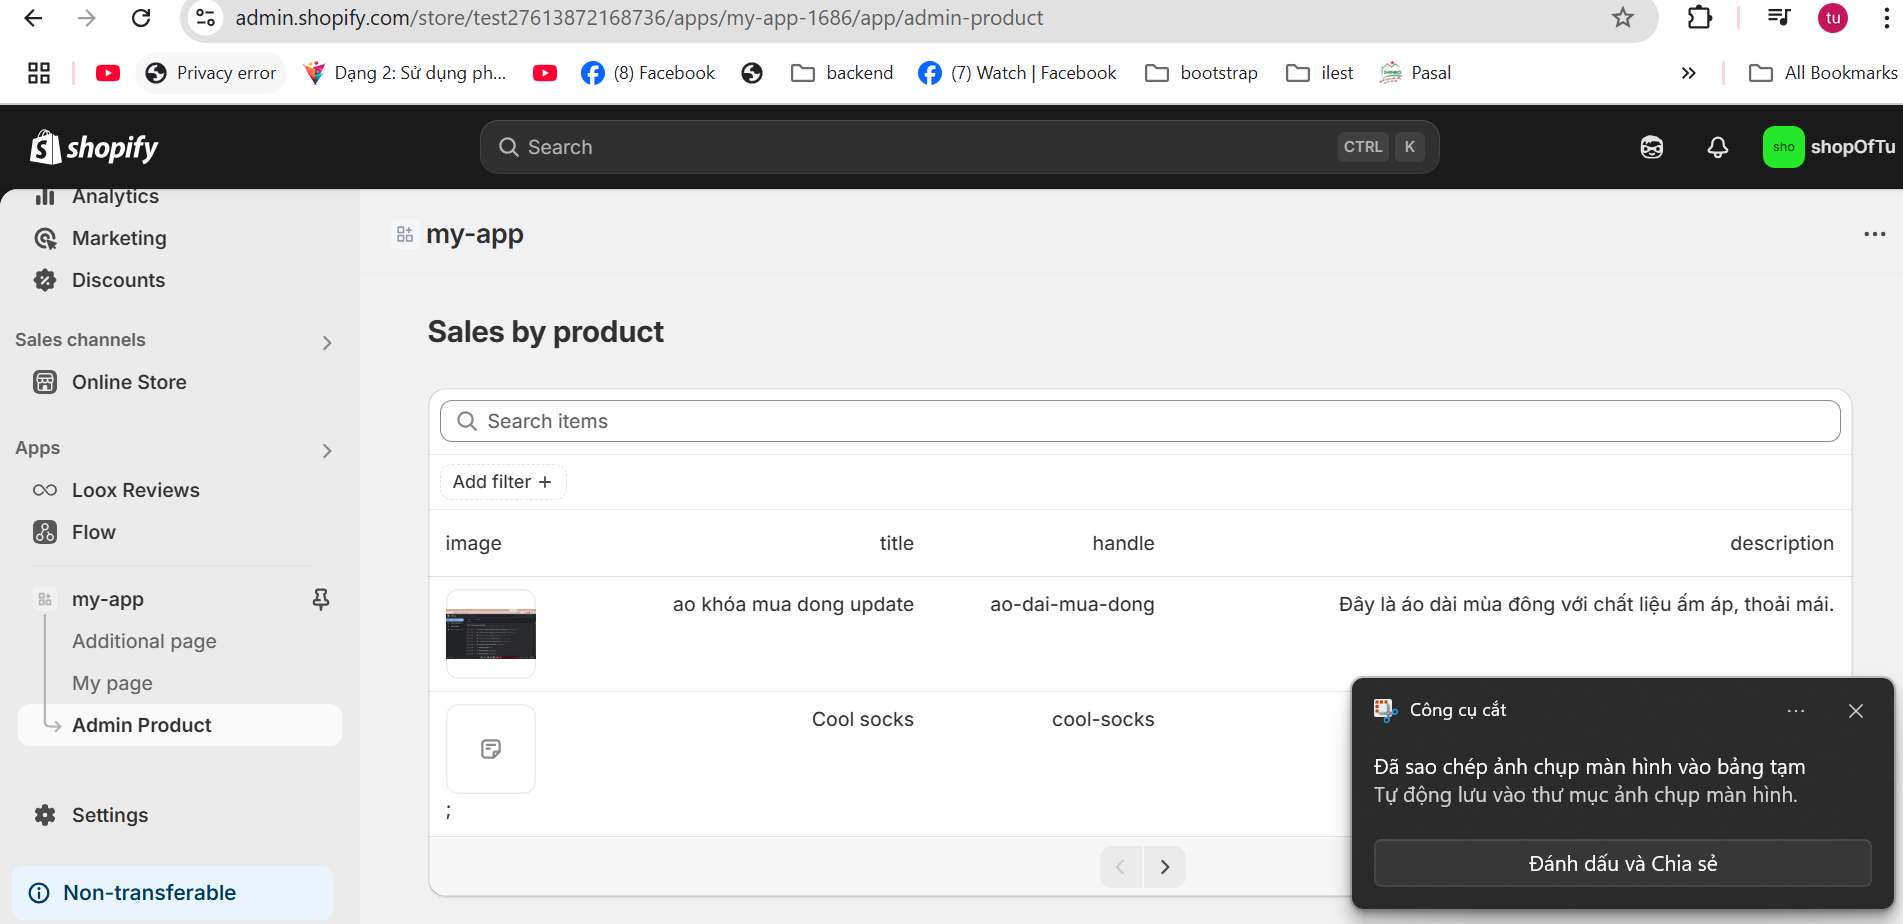 admin.shopify.com/store/test27613872168736/apps/my-app-1686/app/admin-product
tu
Privacy error
Dạng 2: Sử dụng ph...
(8) Facebook
backend
(7) Watch | Facebook
bootstrap
ilest
Pasal
All Bookmarks
shopify
Search
CTRL K
sho
shopOfTu
Analytics
Marketing
Discounts
Sales channels
Online Store
Apps
Loox Reviews
Flow
my-app
Additional page
My page
Admin Product
Settings
Non-transferable
my-app
Sales by product
Search items
Add filter +
image title handle description
ao khóa mua dong update ao-dai-mua-dong Đây là áo dài mùa đông với chất liệu ấm áp, thoải mái.
Cool socks cool-socks
;
Công cụ cắt
Đã sao chép ảnh chụp màn hình vào bảng tạm
Tự động lưu vào thư mục ảnh chụp màn hình.
Đánh dấu và Chia sẻ